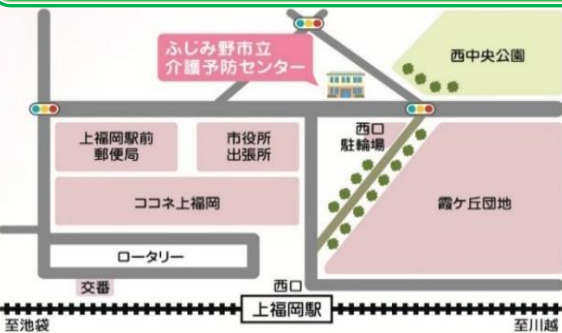 ふじみ野市立
介護予防センター
西中央公園
上福岡駅前
郵便局
市役所
出張所
西口
駐輪場
ココネ上福岡
霞ケ丘団地
ロータリー
交番
西口
上福岡駅
至池袋
至川越